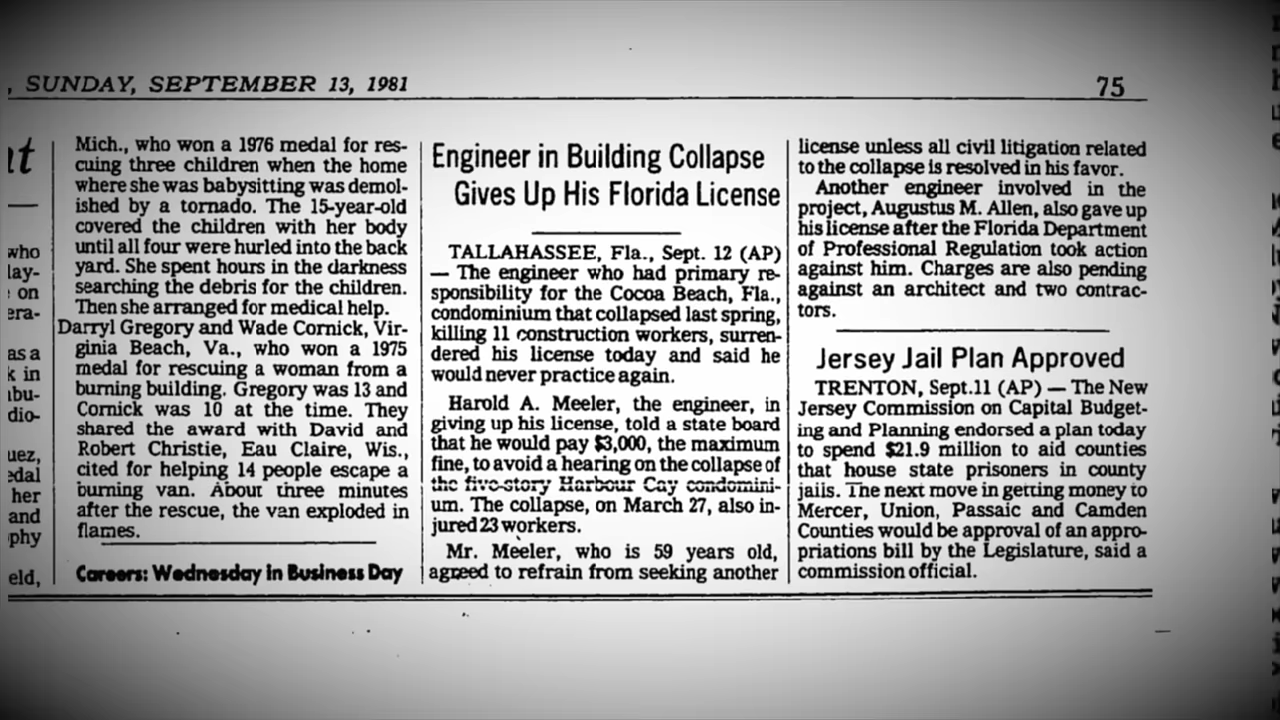 , SUNDAY, SEPTEMBER 13, 1981
75
nt
who
lay-
on
era-
as a
k in
ibu-
dio-
uez,
edal
her
and
phy
eld,
Mich., who won a 1976 medal for res-
cuing three children when the home
where she was babysitting was demol-
ished by a tornado. The 15-year-old
covered the children with her body
until all four were hurled into the back
yard. She spent hours in the darkness
searching the debris for the children.
Then she arranged for medical help.
Darryl Gregory and Wade Cornick, Vir-
ginia Beach, Va., who won a 1975
medal for rescuing a woman from a
burning building. Gregory was 13 and
Cornick was 10 at the time. They
shared the award with David and
Robert Christie, Eau Claire, Wis.,
cited for helping 14 people escape a
burning van. About three minutes
after the rescue, the van exploded in
flames.
Careers: Wednesday in Business Day
Engineer in Building Collapse
Gives Up His Florida License
TALLAHASSEE, Fla., Sept. 12 (AP)
— The engineer who had primary re-
sponsibility for the Cocoa Beach, Fla.,
condominium that collapsed last spring,
killing 11 construction workers, surren-
dered his license today and said he
would never practice again.
Harold A. Meeler, the engineer, in
giving up his license, told a state board
that he would pay $3,000, the maximum
fine, to avoid a hearing on the collapse of
the five-story Harbour Cay condomini-
um. The collapse, on March 27, also in-
jured 23 workers.
Mr. Meeler, who is 59 years old,
agreed to refrain from seeking another
license unless all civil litigation related
to the collapse is resolved in his favor.
Another engineer involved in the
project, Augustus M. Allen, also gave up
his license after the Florida Department
of Professional Regulation took action
against him. Charges are also pending
against an architect and two contrac-
tors.
Jersey Jail Plan Approved
TRENTON, Sept.11 (AP) — The New
Jersey Commission on Capital Budget-
ing and Planning endorsed a plan today
to spend $21.9 million to aid counties
that house state prisoners in county
jails. The next move in getting money to
Mercer, Union, Passaic and Camden
Counties would be approval of an appro-
priations bill by the Legislature, said a
commission official.